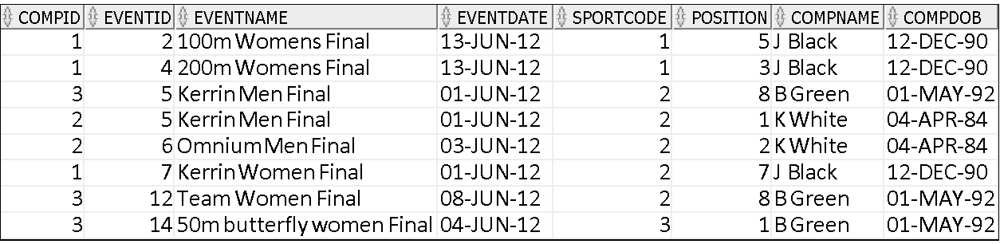 COMPID EVENTID EVENTNAME EVENTDATE SPORTCODE POSITION COMPNAME COMPDOB
1 2 100m Womens Final 13-JUN-12 1 5 J Black 12-DEC-90
1 4 200m Womens Final 13-JUN-12 1 3 J Black 12-DEC-90
3 5 Kerrin Men Final 01-JUN-12 2 8 B Green 01-MAY-92
2 5 Kerrin Men Final 01-JUN-12 2 1 K White 04-APR-84
2 6 Omnium Men Final 03-JUN-12 2 2 K White 04-APR-84
1 7 Kerrin Women Final 01-JUN-12 2 7 J Black 12-DEC-90
3 12 Team Women Final 08-JUN-12 2 8 B Green 01-MAY-92
3 14 50m butterfly women Final 04-JUN-12 3 1 B Green 01-MAY-92